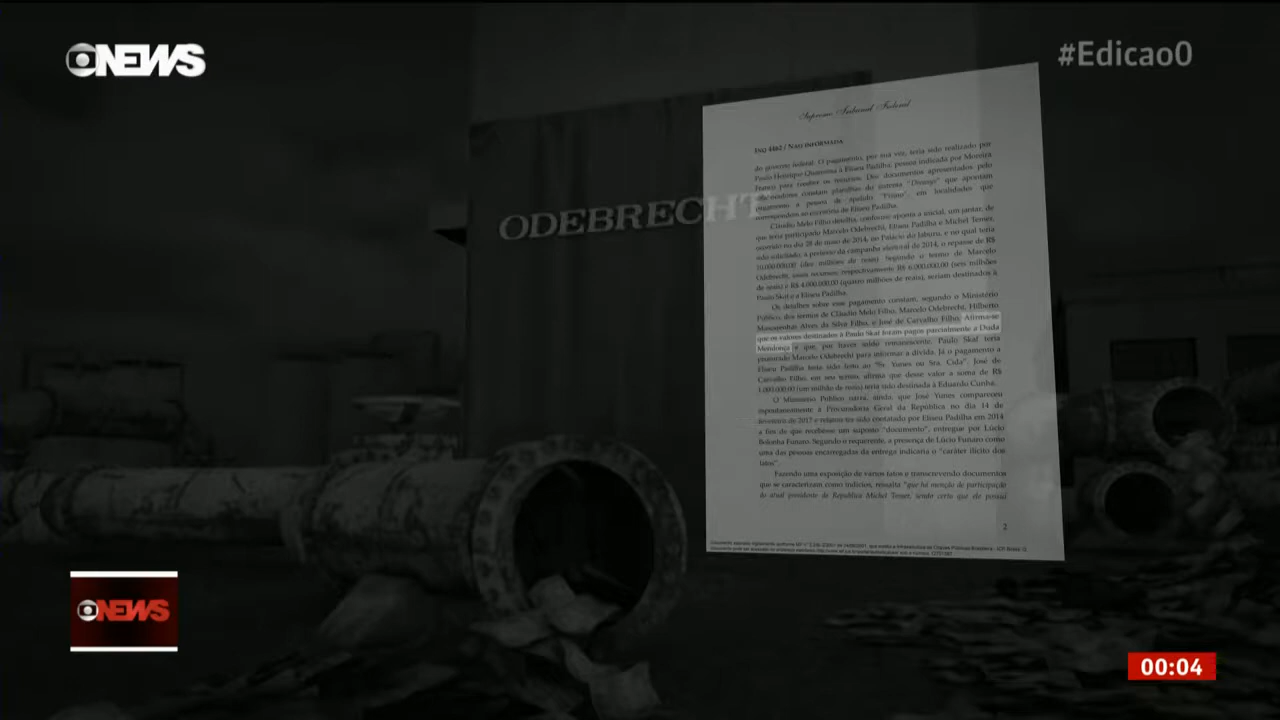 NEWS
#Edicao0
Supremo Tribunal Federal
INQ 4462 / NÃO INFORMADA
do governo federal. O pagamento, por sua vez, teria sido realizado por
Paulo Henrique Quaresma à Eliseu Padilha, pessoa indicada por Moreira
Franco para receber os recursos. Dos documentos apresentados pelo
constam planilhas do sistema "Drousys" que apontam
pagamentos a pessoa de apelido "Primo", em localidades que
correspondem ao escritório de Eliseu Padilha.
Cláudio Melo Filho detalha, conforme aponta a inicial, um jantar, de
que teria participado Marcelo Odebrecht, Eliseu Padilha e Michel Temer,
ocorrido no dia 28 de maio de 2014, no Palácio do Jaburu, e no qual teria
sido solicitado, a pretexto da campanha eleitoral de 2014, o repasse de R$
10.000.000,00 (dez milhões de reais). Segundo o termo de Marcelo
Odebrecht, esses recursos, respectivamente R$ 6.000.000,00 (seis milhões
de reais) e R$ 4.000.000,00 (quatro milhões de reais), seriam destinados à
Paulo Skaf e a Eliseu Padilha.
Os detalhes sobre esse pagamento constam, segundo o Ministério
Público, dos termos de Cláudio Melo Filho, Marcelo Odebrecht, Hilberto
Mascarenhas Alves da Silva Filho, e José de Carvalho Filho. Afirma-se
que os valores destinados à Paulo Skaf foram pagos parcialmente a Duda
Mendonça e que, por haver saldo remanescente, Paulo Skaf teria
procurado Marcelo Odebrecht para informar a dívida. Já o pagamento a
Eliseu Padilha teria sido feito ao "Sr. Yunes ou Sra. Cida". José de
Carvalho Filho, em seu termo, afirma que desse valor a soma de R$
1.000.000,00 (um milhão de reais) teria sido destinada à Eduardo Cunha.
O Ministério Público narra, ainda, que José Yunes compareceu
espontaneamente à Procuradoria Geral da República no dia 14 de
fevereiro de 2017 e relatou ter sido contatado por Eliseu Padilha em 2014
a fim de que recebesse um suposto "documento", entregue por Lúcio
Bolonha Funaro. Segundo o requerente, a presença de Lúcio Funaro como
uma das pessoas encarregadas da entrega indicaria o "caráter ilícito dos
fatos".
Fazendo uma exposição de vários fatos e transcrevendo documentos
que se caracterizam como indícios, ressalta "que há menção de participação
do atual presidente da República Michel Temer, sendo certo que ele possui
2
ODEBRECHT
NEWS
00:04